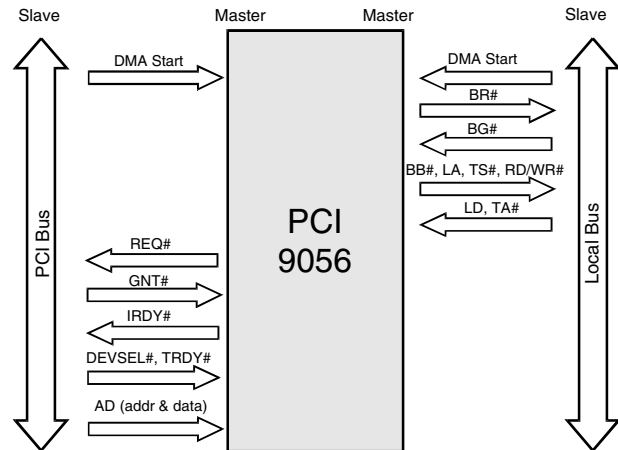 Slave
Master
Master
Slave
DMA Start
DMA Start
BR#
BG#
BB#, LA, TS#, RD/WR#
LD, TA#
PCI
9056
PCI Bus
Local Bus
REQ#
GNT#
IRDY#
DEVSEL#, TRDY#
AD (addr & data)